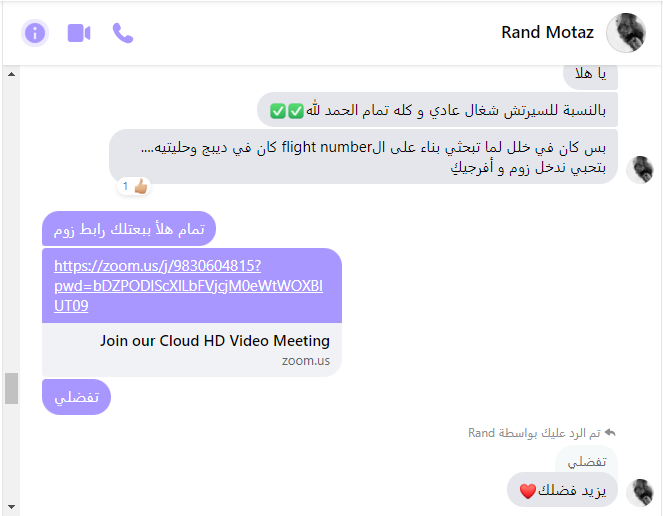 Rand Motaz
يا هلا
بالنسبة للسيرتش شغال عادي و كله تمام الحمد لله✅✅
بس كان في خلل لما تبحثي بناء على الflight number كان في ديبج وحليتيه....
بتحبي ندخل زوم و أفرجيكِ
1 👍🏼
تمام هلأ ببعتلك رابط زوم
https://zoom.us/j/9830604815?
pwd=bDZPODlScXlLbFVjcjM0eWtWOXBl
UT09
Join our Cloud HD Video Meeting
zoom.us
تفضلي
تم الرد عليك بواسطة Rand
تفضلي
يزيد فضلك❤️